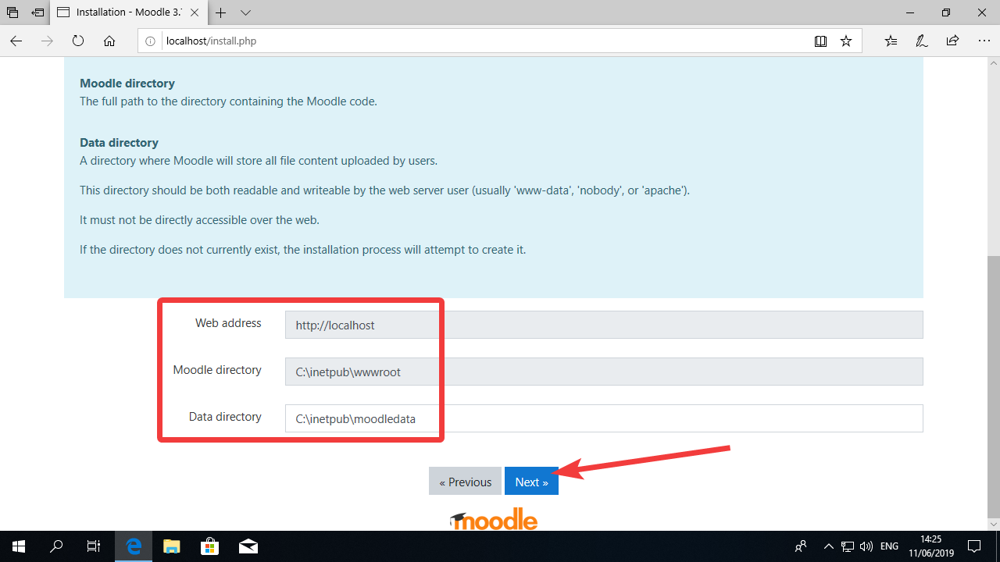 Installation - Moodle 3.
localhost/install.php
Moodle directory
The full path to the directory containing the Moodle code.
Data directory
A directory where Moodle will store all file content uploaded by users.
This directory should be both readable and writeable by the web server user (usually 'www-data', 'nobody', or 'apache').
It must not be directly accessible over the web.
If the directory does not currently exist, the installation process will attempt to create it.
Web address http://localhost
Moodle directory C:\inetpub\wwwroot
Data directory C:\inetpub\moodledata
« Previous Next »
moodle
ENG
14:25
11/06/2019